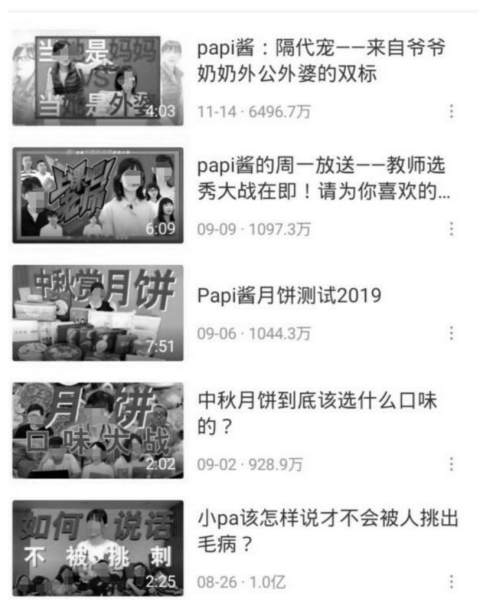 当她是妈妈
VS
当她是外婆
4:03
papi酱：隔代宠——来自爷爷
奶奶外公外婆的双标
11-14 · 6496.7万
6:09
papi酱的周一放送——教师选
秀大战在即！请为你喜欢的...
09-09 · 1097.3万
中秋赏月饼
7:51
Papi酱月饼测试2019
09-06 · 1044.3万
月饼
口味大战
2:02
中秋月饼到底该选什么口味
的？
09-02 · 928.9万
如何说话
不被挑刺
2:25
小pa该怎样说才不会被人挑出
毛病？
08-26 · 1.0亿